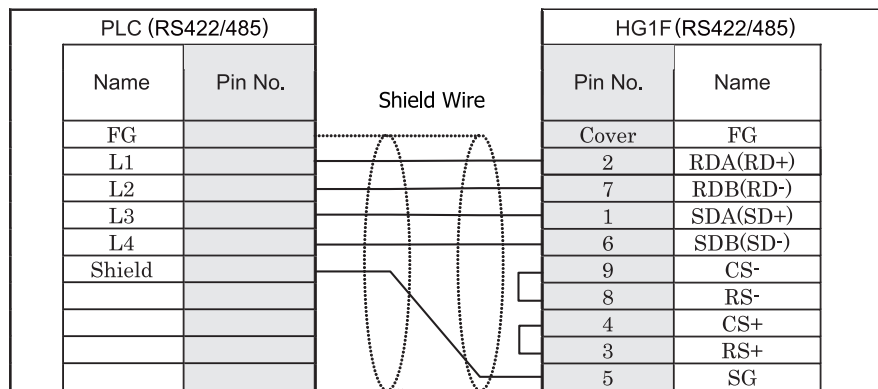 PLC (RS422/485) HG1F(RS422/485)
Name Pin No. Shield Wire Pin No. Name
FG Cover FG
L1 2 RDA(RD+)
L2 7 RDB(RD-)
L3 1 SDA(SD+)
L4 6 SDB(SD-)
Shield 9 CS-
8 RS-
4 CS+
3 RS+
5 SG